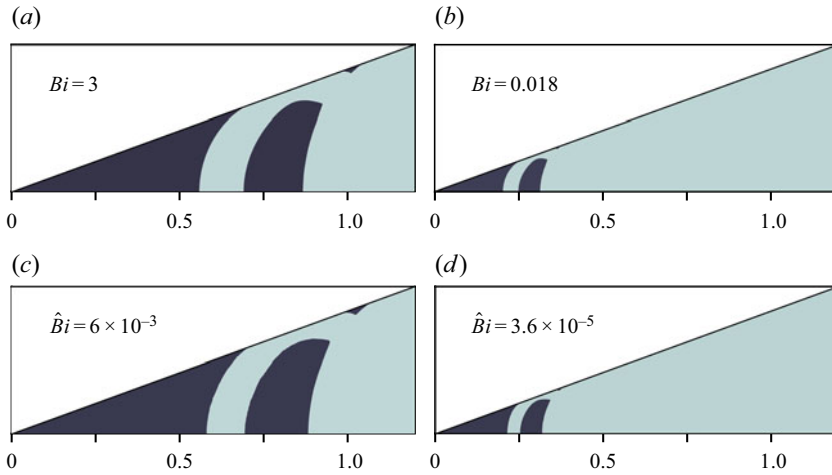 (a) (b)
Bi = 3 Bi = 0.018
0 0.5 1.0 0 0.5 1.0
(c) (d)
B̂i = 6 × 10⁻³ B̂i = 3.6 × 10⁻⁵
0 0.5 1.0 0 0.5 1.0